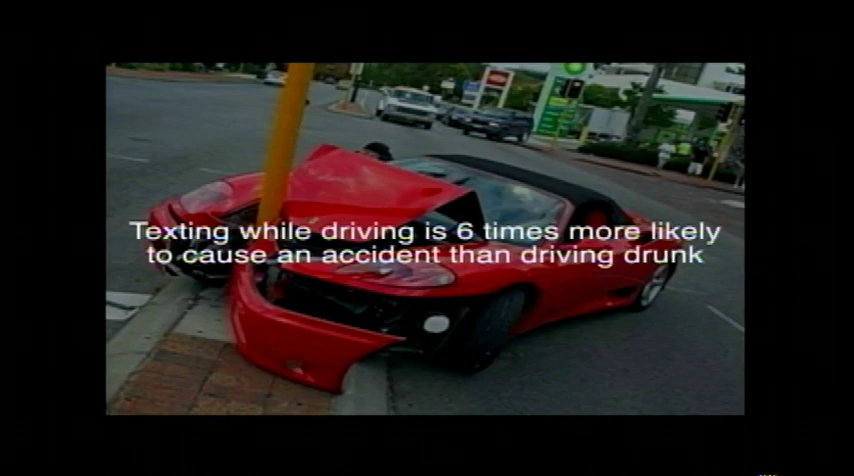 Texting while driving is 6 times more likely
to cause an accident than driving drunk